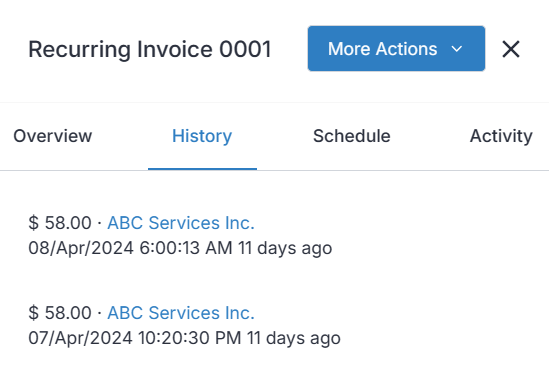 Recurring Invoice 0001
More Actions
Overview
History
Schedule
Activity
$ 58.00 · ABC Services Inc.
08/Apr/2024 6:00:13 AM 11 days ago
$ 58.00 · ABC Services Inc.
07/Apr/2024 10:20:30 PM 11 days ago